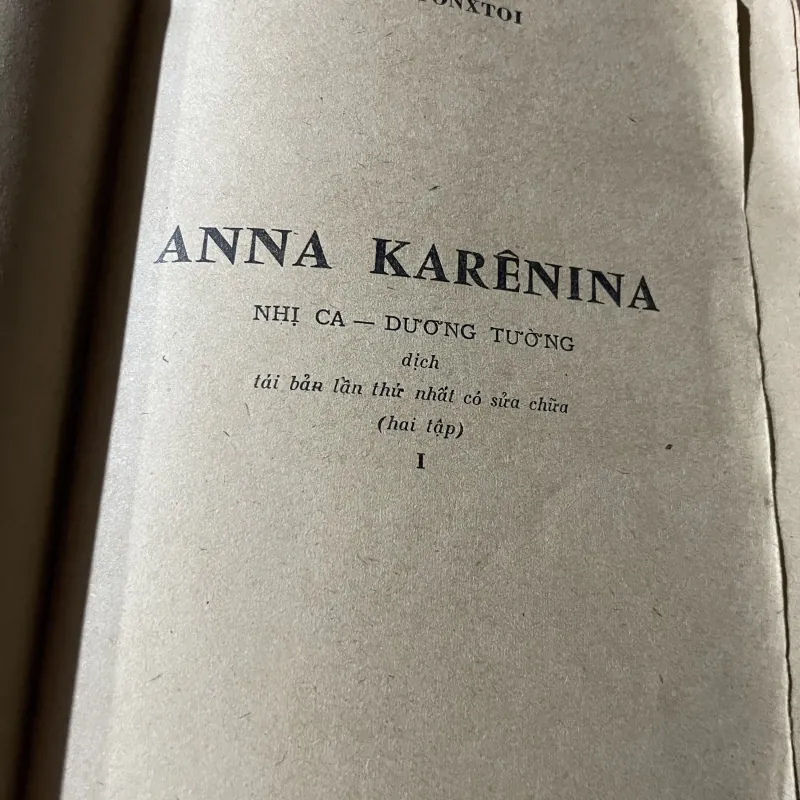 ANNA KARÊNINA
NHỊ CA — DƯƠNG TƯỜNG
dịch
tái bản lần thứ nhất có sửa chữa
(hai tập)
I